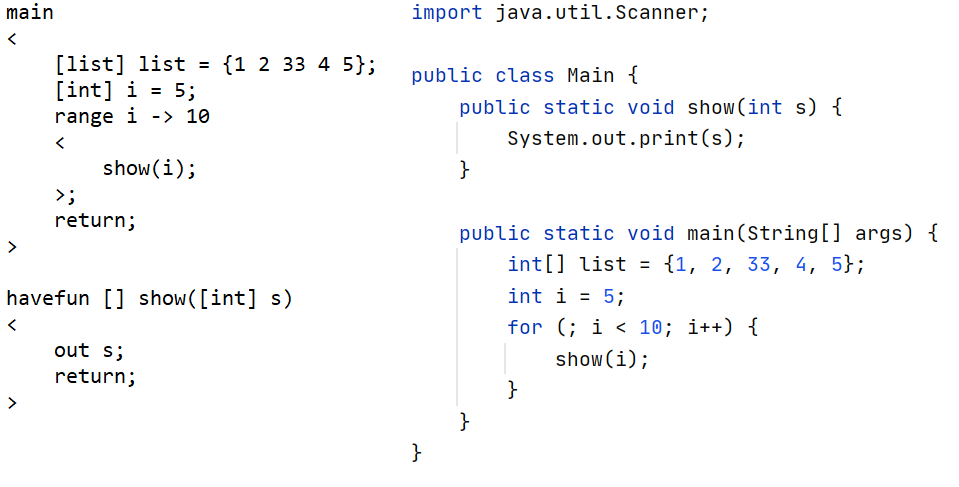 main
<
    [list] list = {1 2 33 4 5};
    [int] i = 5;
    range i -> 10
    <
        show(i);
    >;
    return;
>

havefun [] show([int] s)
<
    out s;
    return;
>

import java.util.Scanner;

public class Main {
    public static void show(int s) {
        System.out.print(s);
    }

    public static void main(String[] args) {
        int[] list = {1, 2, 33, 4, 5};
        int i = 5;
        for (; i < 10; i++) {
            show(i);
        }
    }
}